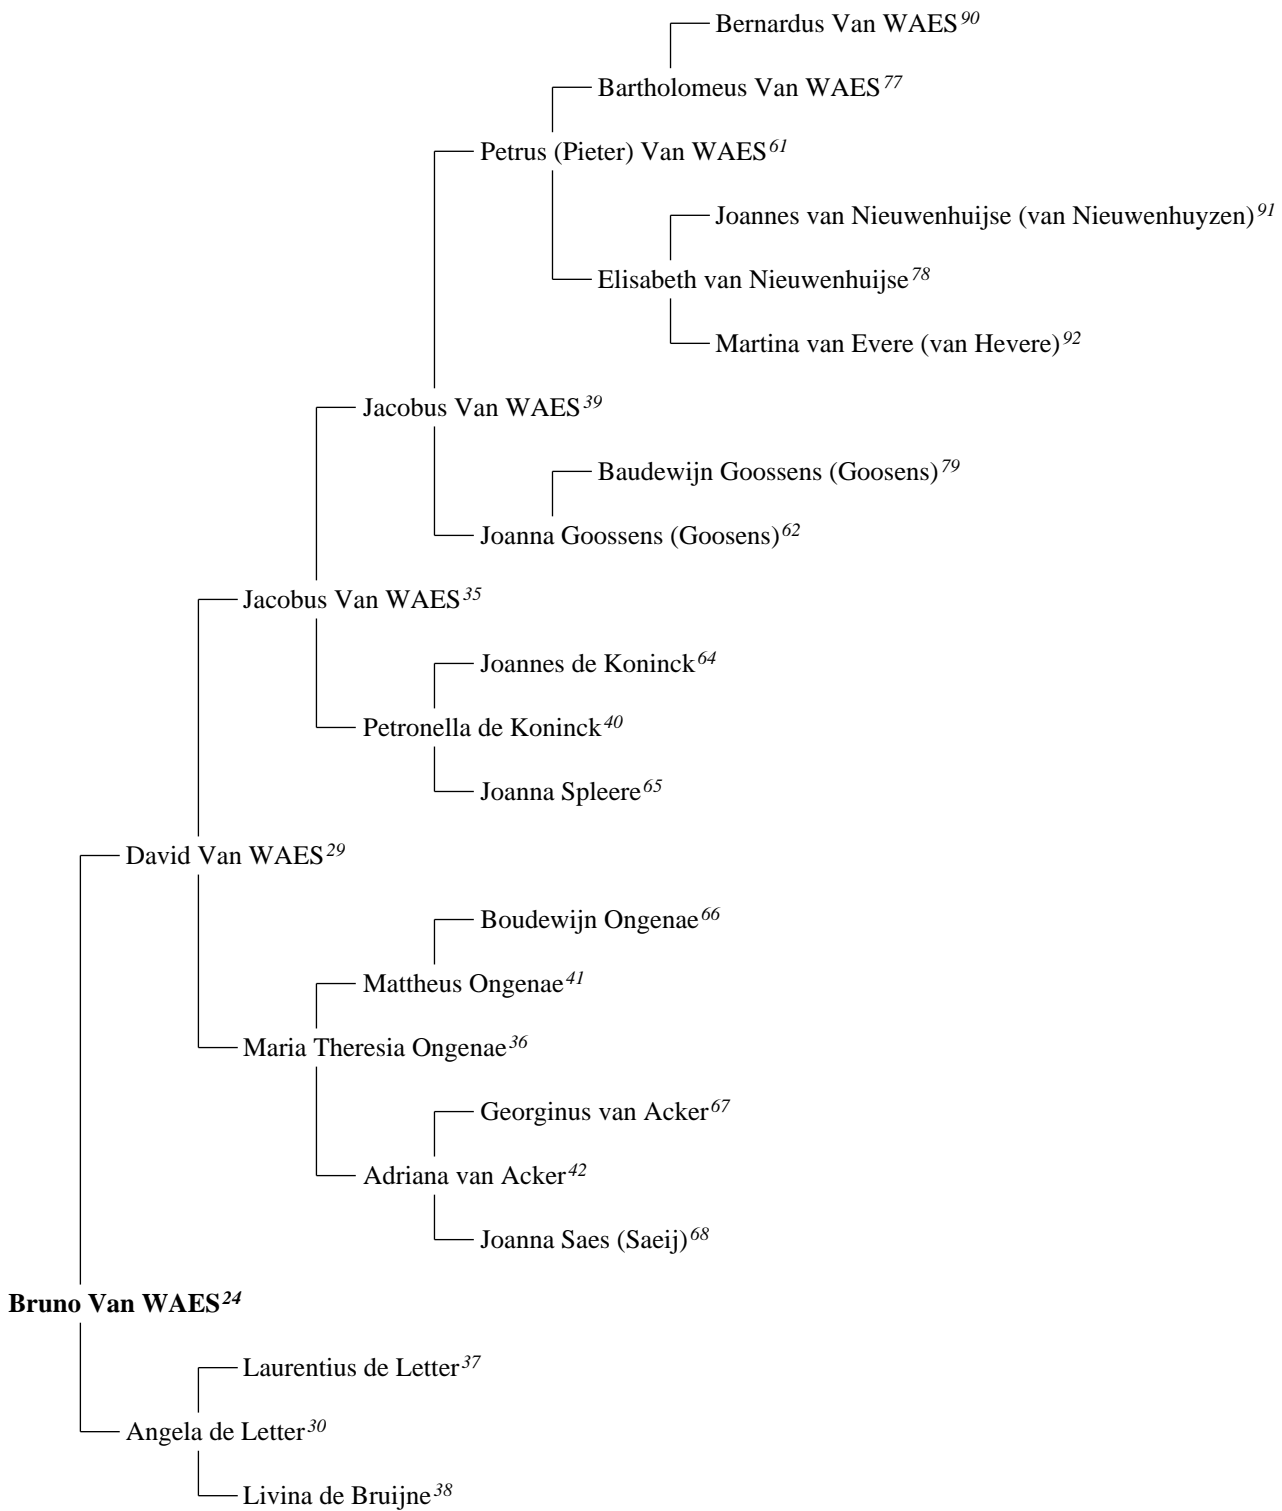 Bernardus Van WAES90
Bartholomeus Van WAES77
Petrus (Pieter) Van WAES61
Joannes van Nieuwenhuijse (van Nieuwenhuyzen)91
Elisabeth van Nieuwenhuijse78
Martina van Evere (van Hevere)92
Jacobus Van WAES39
Baudewijn Goossens (Goosens)79
Joanna Goossens (Goosens)62
Jacobus Van WAES35
Joannes de Koninck64
Petronella de Koninck40
Joanna Spleere65
David Van WAES29
Boudewijn Ongenae66
Mattheus Ongenae41
Maria Theresia Ongenae36
Georginus van Acker67
Adriana van Acker42
Joanna Saes (Saeij)68
Bruno Van WAES24
Laurentius de Letter37
Angela de Letter30
Livina de Bruijne38